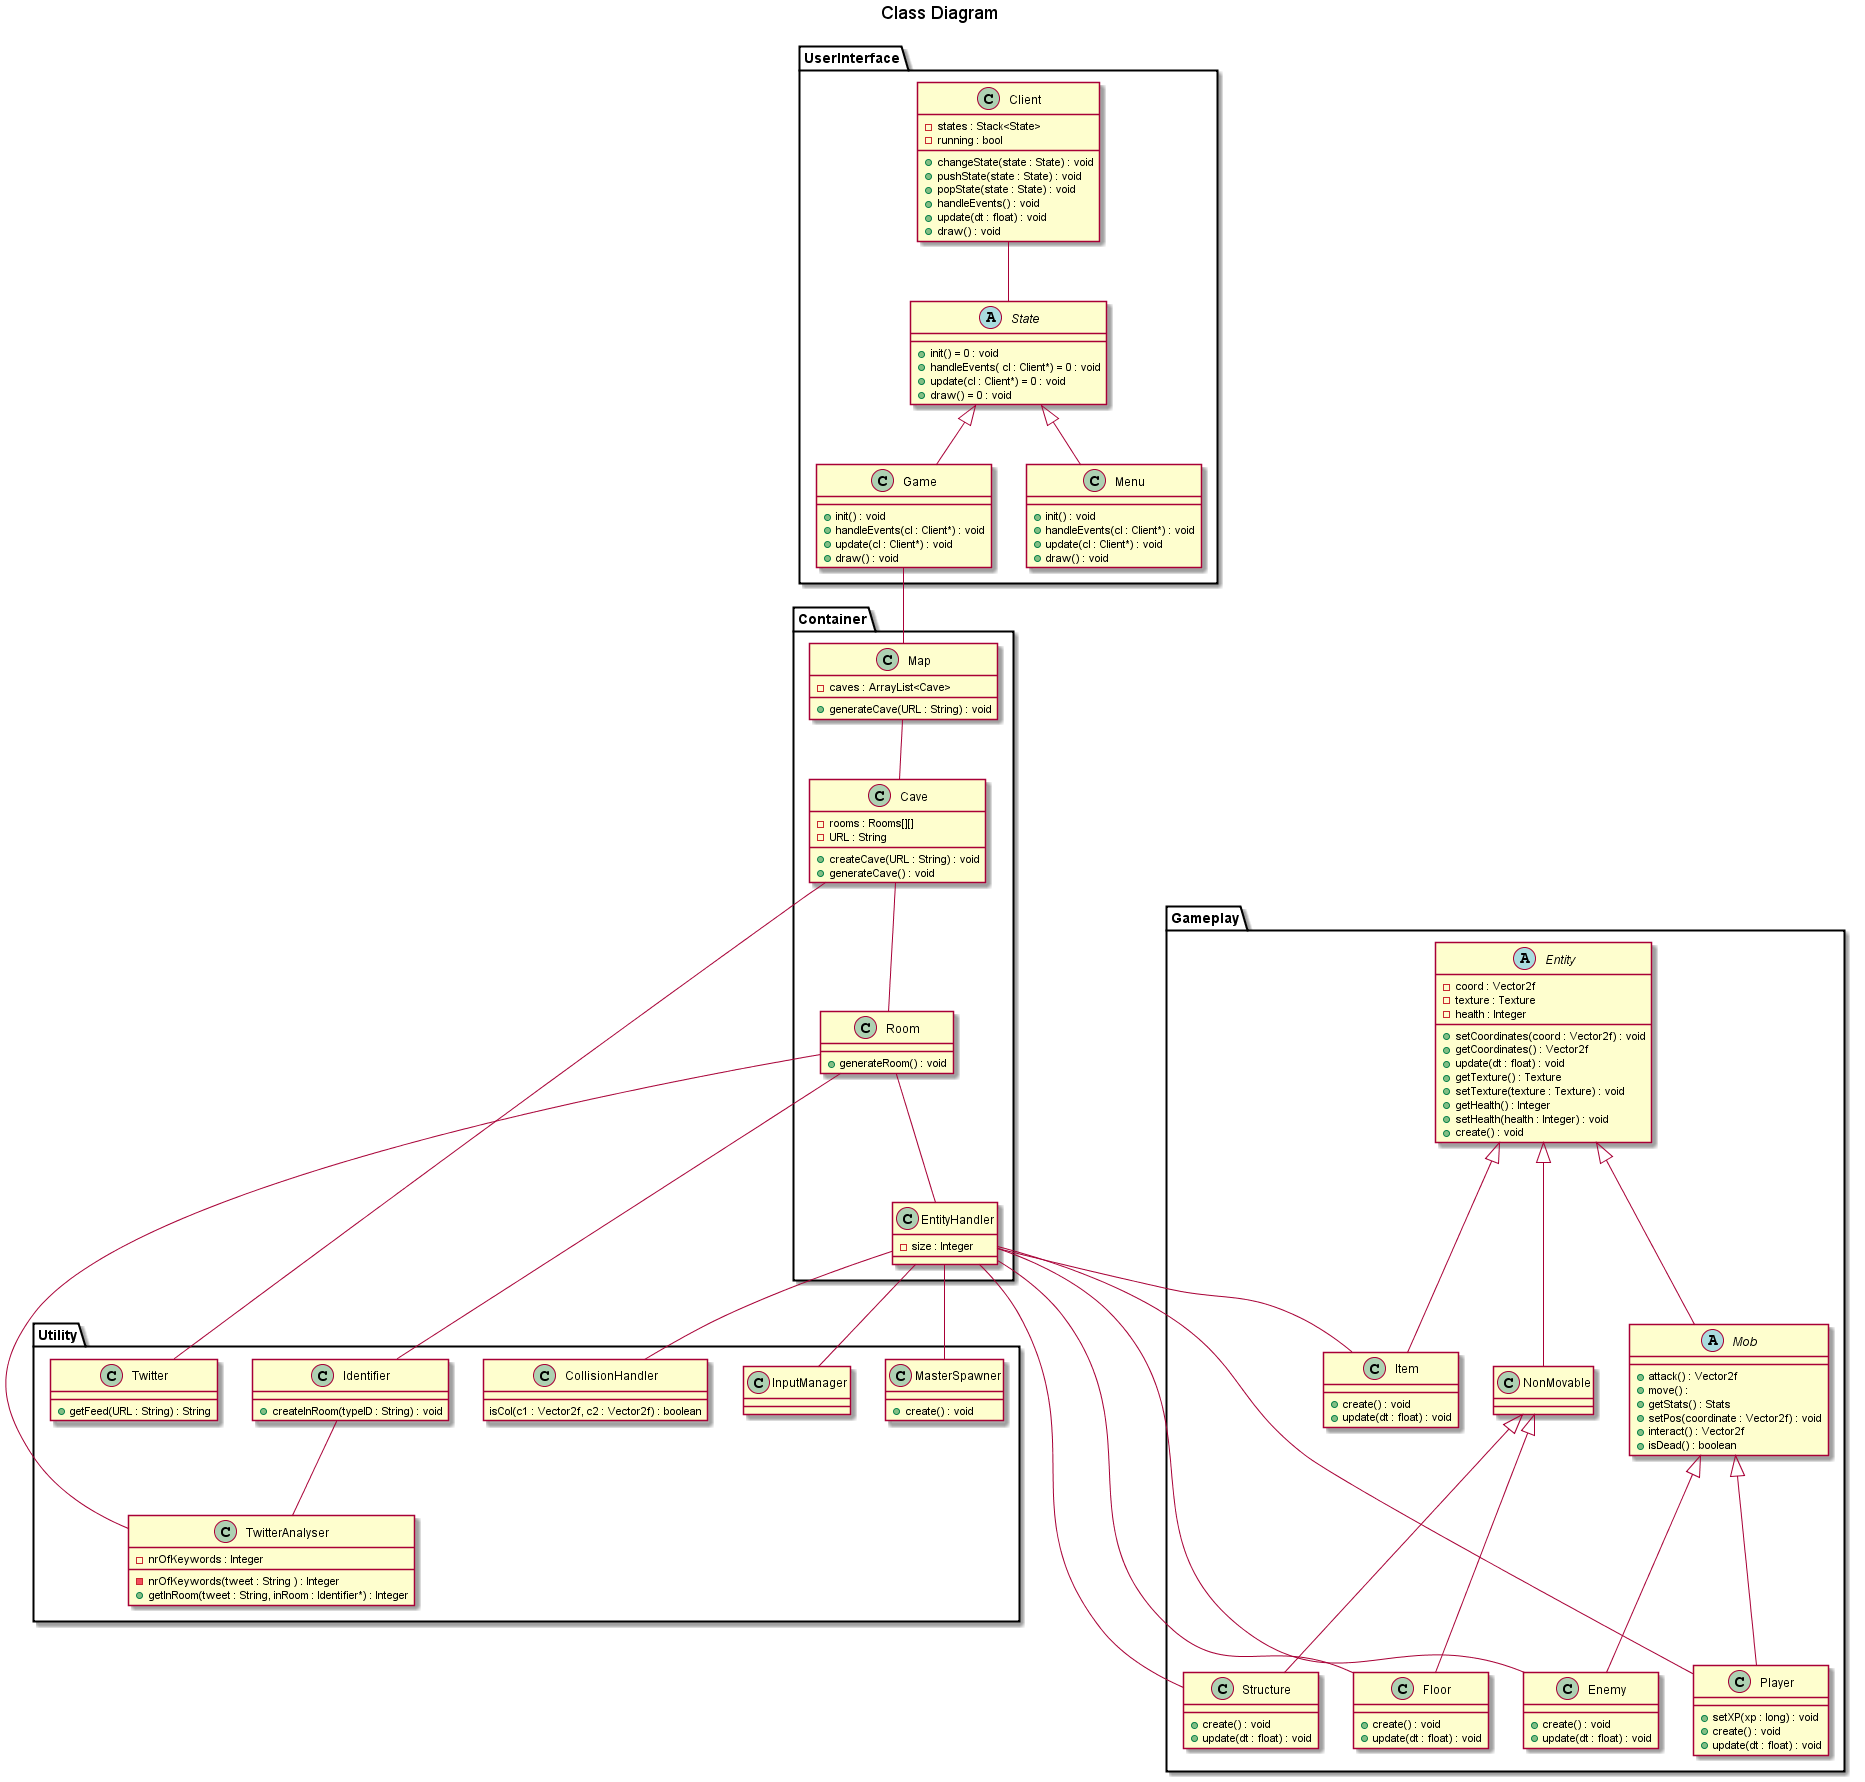 Class Diagram
UserInterface
C Client
states : Stack<State>
running : bool
changeState(state : State) : void
pushState(state : State) : void
popState(state : State) : void
handleEvents() : void
update(dt : float) : void
draw() : void
A State
init() = 0 : void
handleEvents( cl : Client*) = 0 : void
update(cl : Client*) = 0 : void
draw() = 0 : void
C Game
init() : void
handleEvents(cl : Client*) : void
update(cl : Client*) : void
draw() : void
C Menu
init() : void
handleEvents(cl : Client*) : void
update(cl : Client*) : void
draw() : void
Container
C Map
caves : ArrayList<Cave>
generateCave(URL : String) : void
C Cave
rooms : Rooms[][]
URL : String
createCave(URL : String) : void
generateCave() : void
C Room
generateRoom() : void
C EntityHandler
size : Integer
Gameplay
A Entity
coord : Vector2f
texture : Texture
health : Integer
setCoordinates(coord : Vector2f) : void
getCoordinates() : Vector2f
update(dt : float) : void
getTexture() : Texture
setTexture(texture : Texture) : void
getHealth() : Integer
setHealth(health : Integer) : void
create() : void
C Item
create() : void
update(dt : float) : void
C NonMovable
A Mob
attack() : Vector2f
move() :
getStats() : Stats
setPos(coordinate : Vector2f) : void
interact() : Vector2f
isDead() : boolean
C Structure
create() : void
update(dt : float) : void
C Floor
create() : void
update(dt : float) : void
C Enemy
create() : void
update(dt : float) : void
C Player
setXP(xp : long) : void
create() : void
update(dt : float) : void
Utility
C Twitter
getFeed(URL : String) : String
C Identifier
createInRoom(typeID : String) : void
C CollisionHandler
isCol(c1 : Vector2f, c2 : Vector2f) : boolean
C InputManager
C MasterSpawner
create() : void
C TwitterAnalyser
nrOfKeywords : Integer
nrOfKeywords(tweet : String ) : Integer
getInRoom(tweet : String, inRoom : Identifier*) : Integer